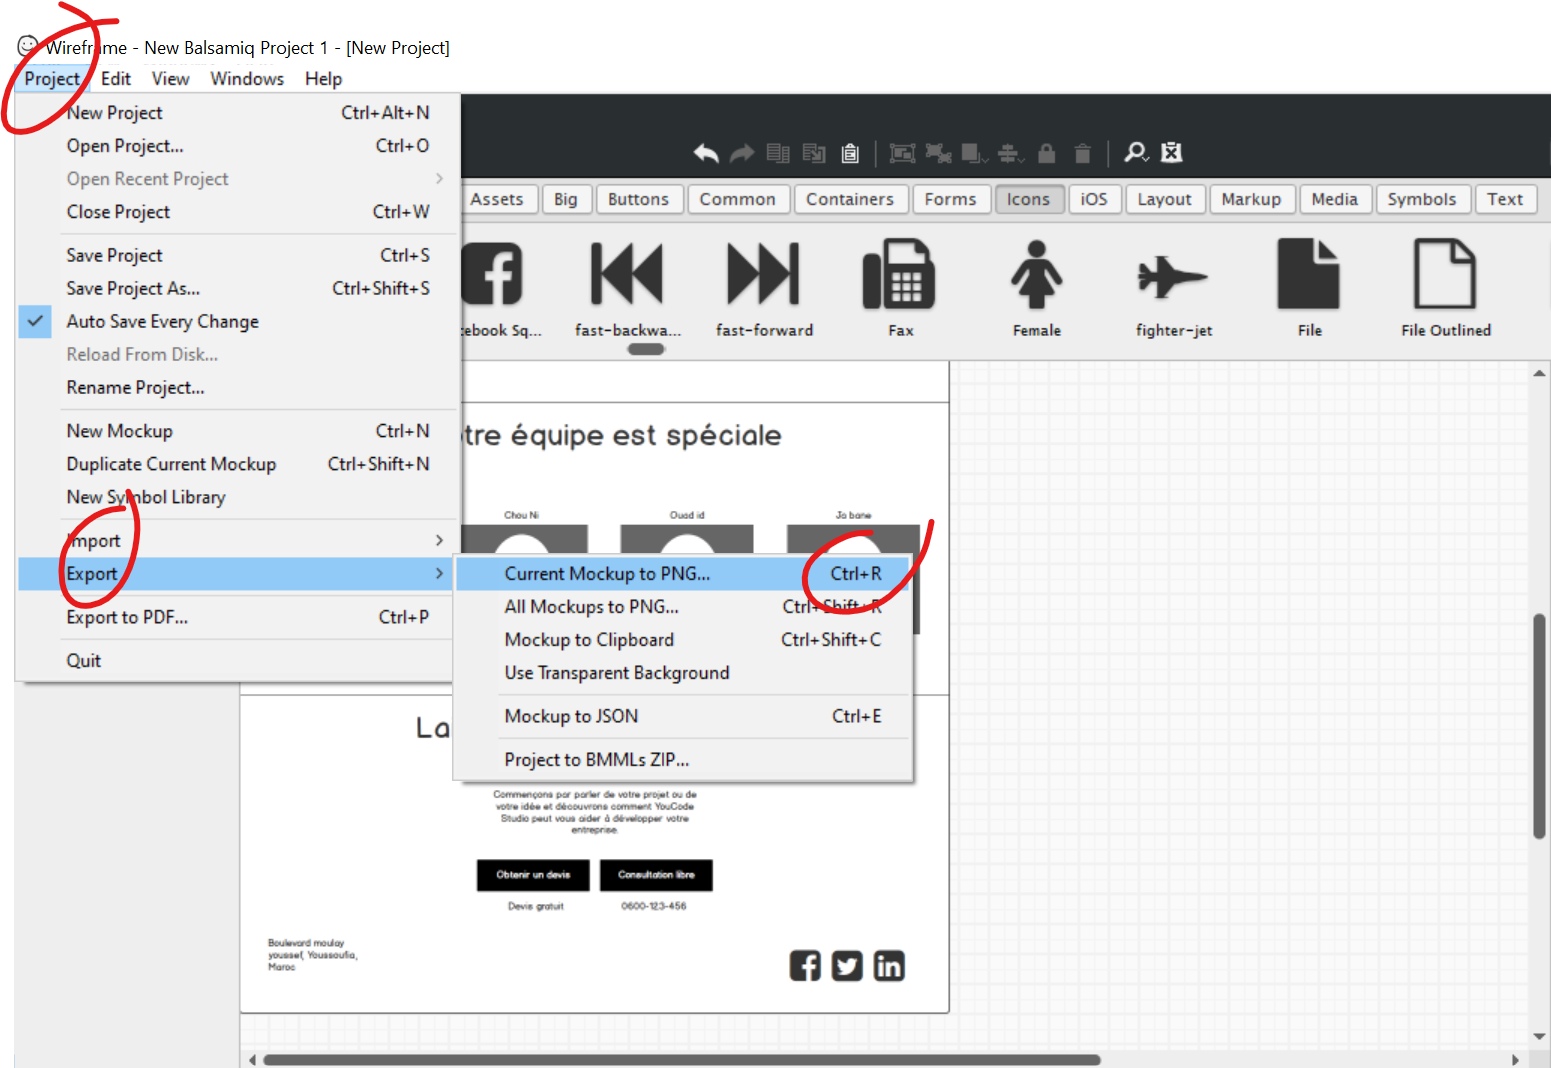 Wireframe - New Balsamiq Project 1 - [New Project]
Project Edit View Windows Help
New Project Ctrl+Alt+N
Open Project... Ctrl+O
Open Recent Project
Close Project Ctrl+W
Save Project Ctrl+S
Save Project As... Ctrl+Shift+S
Auto Save Every Change
Reload From Disk...
Rename Project...
New Mockup Ctrl+N
Duplicate Current Mockup Ctrl+Shift+N
New Symbol Library
Import
Export
Export to PDF... Ctrl+P
Quit
Current Mockup to PNG... Ctrl+R
All Mockups to PNG... Ctrl+Shift+R
Mockup to Clipboard Ctrl+Shift+C
Use Transparent Background
Mockup to JSON Ctrl+E
Project to BMMLs ZIP...
Assets Big Buttons Common Containers Forms Icons iOS Layout Markup Media Symbols Text
ebook Sq... fast-backwa... fast-forward Fax Female fighter-jet File File Outlined
tre équipe est spéciale
Chou Ni Ouad id Ja bane
La
Commençons par parler de votre projet ou de
votre idée et découvrons comment YouCode
Studio peut vous aider à développer votre
entreprise.
Obtenir un devis Consultation libre
Devis gratuit 0600-123-456
Boulevard moulay
youssef, Youssoufia,
Maroc